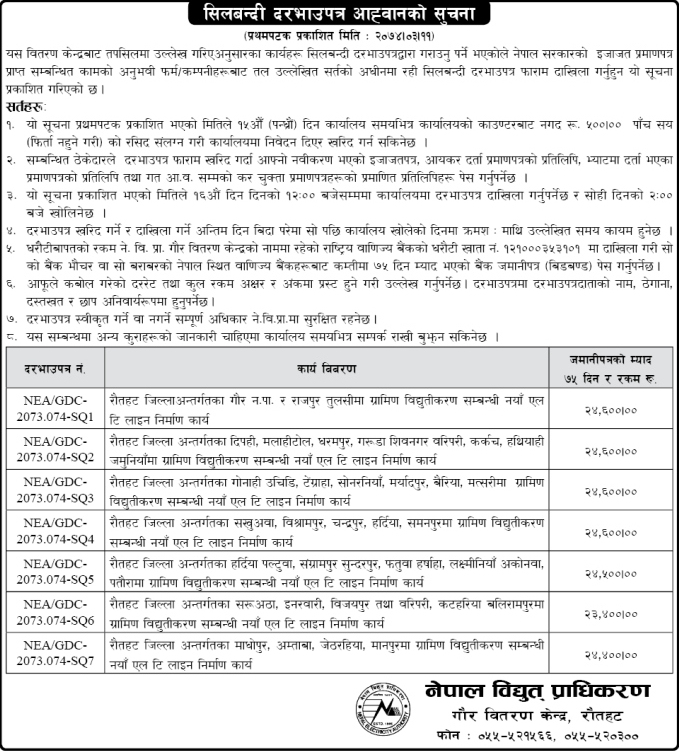 सिलबन्दी दरभाउपत्र आह्वानको सुचना
(प्रथमपटक प्रकाशित मिति : २०७४।०३।११)
यस वितरण केन्द्रबाट तपसिलमा उल्लेख गरिएअनुसारका कार्यहरू सिलबन्दी दरभाउपत्रद्वारा गराउनु पर्ने भएकोले नेपाल सरकारको इजाजत प्रमाणपत्र
प्राप्त सम्बन्धित कामको अनुभवी फर्म/कम्पनीहरूबाट तल उल्लेखित सर्तको अधीनमा रही सिलबन्दी दरभाउपत्र फाराम दाखिला गर्नुहुन यो सूचना
प्रकाशित गरिएको छ ।
सर्तहरू:
१. यो सूचना प्रथमपटक प्रकाशित भएको मितिले १५औं (पन्ध्रौं) दिन कार्यालय समयभित्र कार्यालयको काउण्टरबाट नगद रू. ५००।०० पाँच सय
(फिर्ता नहुने गरी) को रसिद संलग्न गरी कार्यालयमा निवेदन दिएर खरिद गर्न सकिनेछ ।
२. सम्बन्धित ठेकेदारले दरभाउपत्र फाराम खरिद गर्दा आफ्नो नवीकरण भएको इजाजतपत्र, आयकर दर्ता प्रमाणपत्रको प्रतिलिपि, भ्याटमा दर्ता भएका
प्रमाणपत्रको प्रतिलिपि तथा गत आ.व. सम्मको कर चुक्ता प्रमाणपत्रहरूको प्रमाणित प्रतिलिपिहरू पेस गर्नुपर्नेछ ।
३. यो सूचना प्रकाशित भएको मितिले १६औं दिन दिनको १२:०० बजेसम्ममा कार्यालयमा दरभाउपत्र दाखिला गर्नुपर्नेछ र सोही दिनको २:००
बजे खोलिनेछ ।
४. दरभाउपत्र खरिद गर्ने र दाखिला गर्ने अन्तिम दिन बिदा परेमा सो पछि कार्यालय खोलेको दिनमा क्रमश: माथि उल्लेखित समय कायम हुनेछ ।
५. धरौटीबापतको रकम ने. वि. प्रा. गौर वितरण केन्द्रको नाममा रहेको राष्ट्रिय वाणिज्य बैंकको धरौटी खाता नं. १२१०००३५३१०१ मा दाखिला गरी सो
को बैंक भौचर वा सो बराबरको नेपाल स्थित वाणिज्य बैंकहरूबाट कम्तीमा ७५ दिन म्याद भएको बैंक जमानीपत्र (बिडबण्ड) पेस गर्नुपर्नेछ ।
६. आफूले कबोल गरेको दररेट तथा कुल रकम अक्षर र अंकमा प्रस्ट हुने गरी उल्लेख गर्नुपर्नेछ । दरभाउपत्रमा दरभाउपत्रदाताको नाम, ठेगाना,
दस्तखत र छाप अनिवार्यरूपमा हुनुपर्नेछ ।
७. दरभाउपत्र स्वीकृत गर्ने वा नगर्ने सम्पूर्ण अधिकार ने.वि.प्रा.मा सुरक्षित रहनेछ ।
८. यस सम्बन्धमा अन्य कुराहरूको जानकारी चाहिएमा कार्यालय समयभित्र सम्पर्क राखी बुझ्न सकिनेछ ।
दरभाउपत्र नं. कार्य बिबरण जमानीपत्रको म्याद
७५ दिन र रकम रू.
NEA/GDC- रौतहट जिल्लाअन्तर्गतका गौर न.पा. र राजपुर तुलसीमा ग्रामिण विद्युतीकरण सम्बन्धी नयाँ एल
2073.074-SQ1 टि लाइन निर्माण कार्य २४,६००।००
NEA/GDC- रौतहट जिल्ला अन्तर्गतका दिपही, मलाहीटोल, धरमपुर, गरूडा शिवनगर वरिपरी, कर्कच, हथियाही
2073.074-SQ2 जमुनियाँमा ग्रामिण विद्युतीकरण सम्बन्धी नयाँ एल टि लाइन निर्माण कार्य २४,६००।००
NEA/GDC- रौतहट जिल्ला अन्तर्गतका गोनाही उचिडि, टेंग्राहा, सोनरनियाँ, मर्यादपुर, बैरिया, मत्सरीमा ग्रामिण
2073.074-SQ3 विद्युतीकरण सम्बन्धी नयाँ एल टि लाइन निर्माण कार्य २४,६००।००
NEA/GDC- रौतहट जिल्ला अन्तर्गतका सखुअवा, विश्रामपुर, चन्द्रपुर, हर्दिया, समनपुरमा ग्रामिण विद्युतीकरण
2073.074-SQ4 सम्बन्धी नयाँ एल टि लाइन निर्माण कार्य २४,६००।००
NEA/GDC- रौतहट जिल्ला अन्तर्गतका हर्दिया पल्टुवा, संग्रामपुर सुन्दरपुर, फतुवा हर्षाहा, लक्ष्मीनियाँ अकोनवा,
2073.074-SQ5 पतौरामा ग्रामिण विद्युतीकरण सम्बन्धी नयाँ एल टि लाइन निर्माण कार्य २४,५००।००
NEA/GDC- रौतहट जिल्ला अन्तर्गतका सरूअठा, इनरवारी, विजयपुर तथा वरिपरी, कटहरिया बलिरामपुरमा
2073.074-SQ6 ग्रामिण विद्युतीकरण सम्बन्धी नयाँ एल टि लाइन निर्माण कार्य २३,४००।००
NEA/GDC- रौतहट जिल्ला अन्तर्गतका माधोपुर, अम्ताबा, जेठरहिया, मानपुरमा ग्रामिण विद्युतीकरण सम्बन्धी
2073.074-SQ7 नयाँ एल टि लाइन निर्माण कार्य २४,४००।००
नेपाल विद्युत प्राधिकरण
गौर वितरण केन्द्र, रौतहट
फोन : ०५५-५२१५६६, ०५५-५२०३००
NEPAL ELECTRICITY AUTHORITY